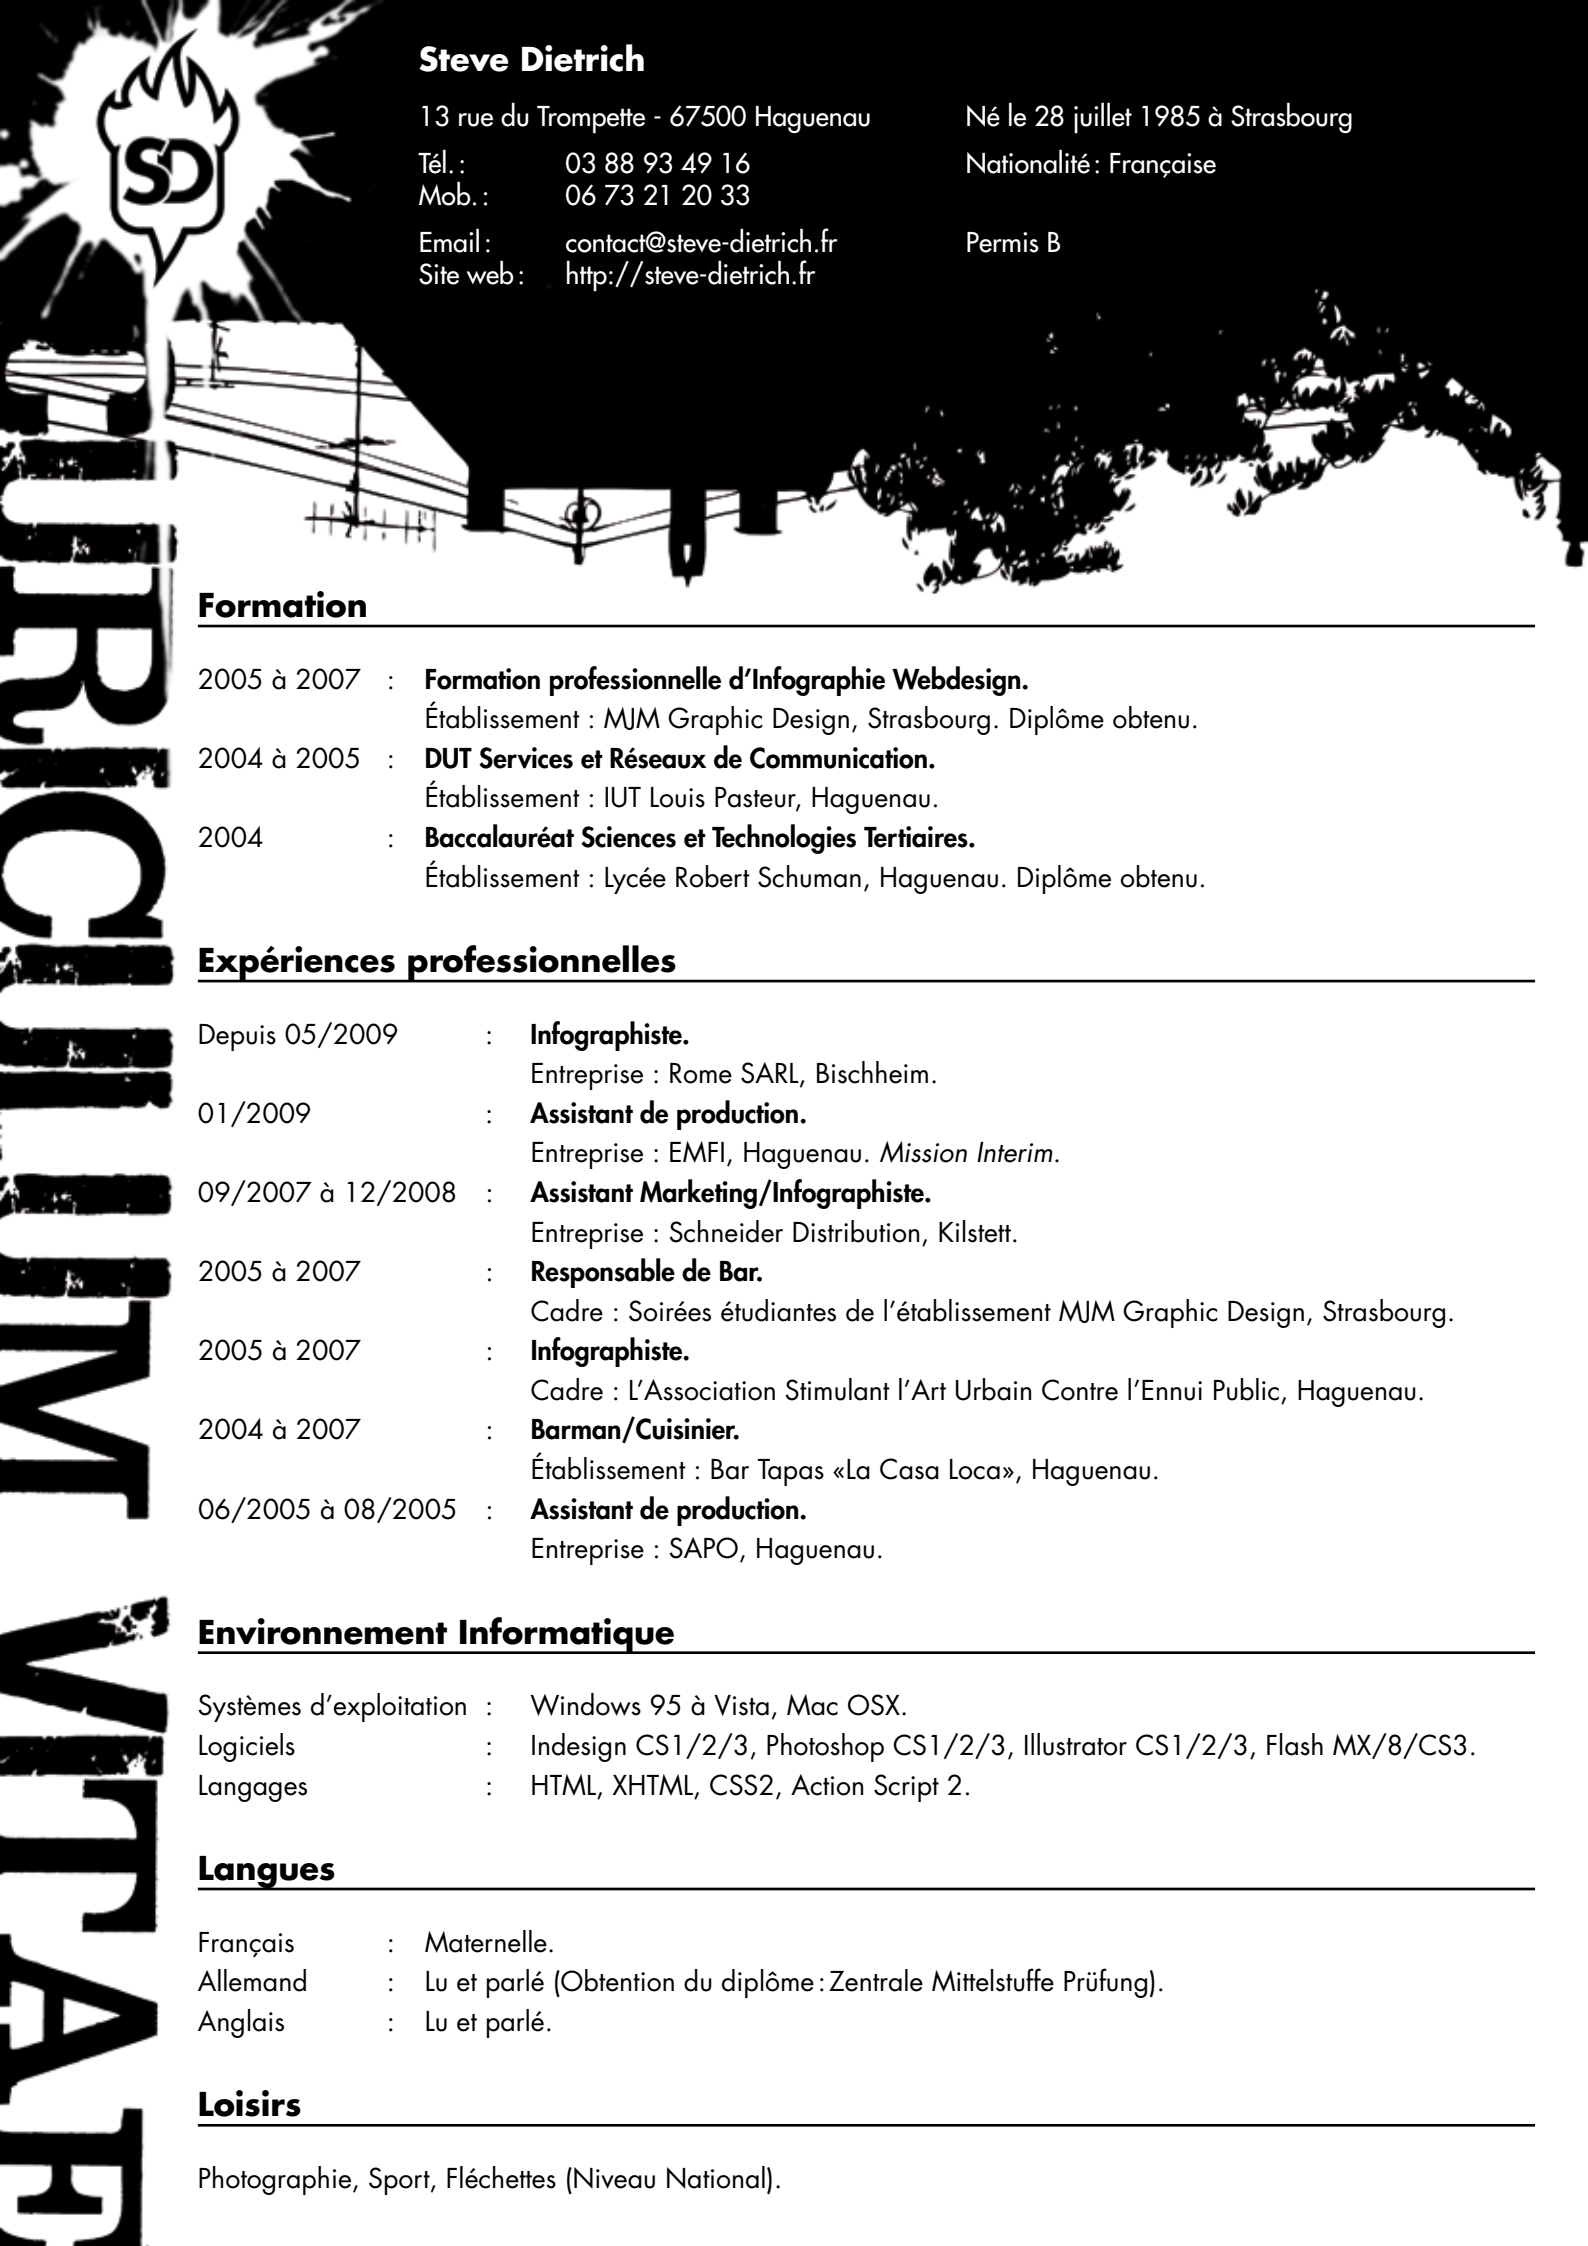 SD
Steve Dietrich
13 rue du Trompette - 67500 Haguenau
Né le 28 juillet 1985 à Strasbourg
Tél. : 03 88 93 49 16
Nationalité : Française
Mob. : 06 73 21 20 33
Email : contact@steve-dietrich.fr
Permis B
Site web : http://steve-dietrich.fr
CURICULUM VITAE
Formation
2005 à 2007 : Formation professionnelle d'Infographie Webdesign.
Établissement : MJM Graphic Design, Strasbourg. Diplôme obtenu.
2004 à 2005 : DUT Services et Réseaux de Communication.
Établissement : IUT Louis Pasteur, Haguenau.
2004 : Baccalauréat Sciences et Technologies Tertiaires.
Établissement : Lycée Robert Schuman, Haguenau. Diplôme obtenu.
Expériences professionnelles
Depuis 05/2009 : Infographiste.
Entreprise : Rome SARL, Bischheim.
01/2009 : Assistant de production.
Entreprise : EMFI, Haguenau. Mission Interim.
09/2007 à 12/2008 : Assistant Marketing/Infographiste.
Entreprise : Schneider Distribution, Kilstett.
2005 à 2007 : Responsable de Bar.
Cadre : Soirées étudiantes de l'établissement MJM Graphic Design, Strasbourg.
2005 à 2007 : Infographiste.
Cadre : L'Association Stimulant l'Art Urbain Contre l'Ennui Public, Haguenau.
2004 à 2007 : Barman/Cuisinier.
Établissement : Bar Tapas «La Casa Loca», Haguenau.
06/2005 à 08/2005 : Assistant de production.
Entreprise : SAPO, Haguenau.
Environnement Informatique
Systèmes d'exploitation : Windows 95 à Vista, Mac OSX.
Logiciels : Indesign CS1/2/3, Photoshop CS1/2/3, Illustrator CS1/2/3, Flash MX/8/CS3.
Langages : HTML, XHTML, CSS2, Action Script 2.
Langues
Français : Maternelle.
Allemand : Lu et parlé (Obtention du diplôme : Zentrale Mittelstuffe Prüfung).
Anglais : Lu et parlé.
Loisirs
Photographie, Sport, Fléchettes (Niveau National).